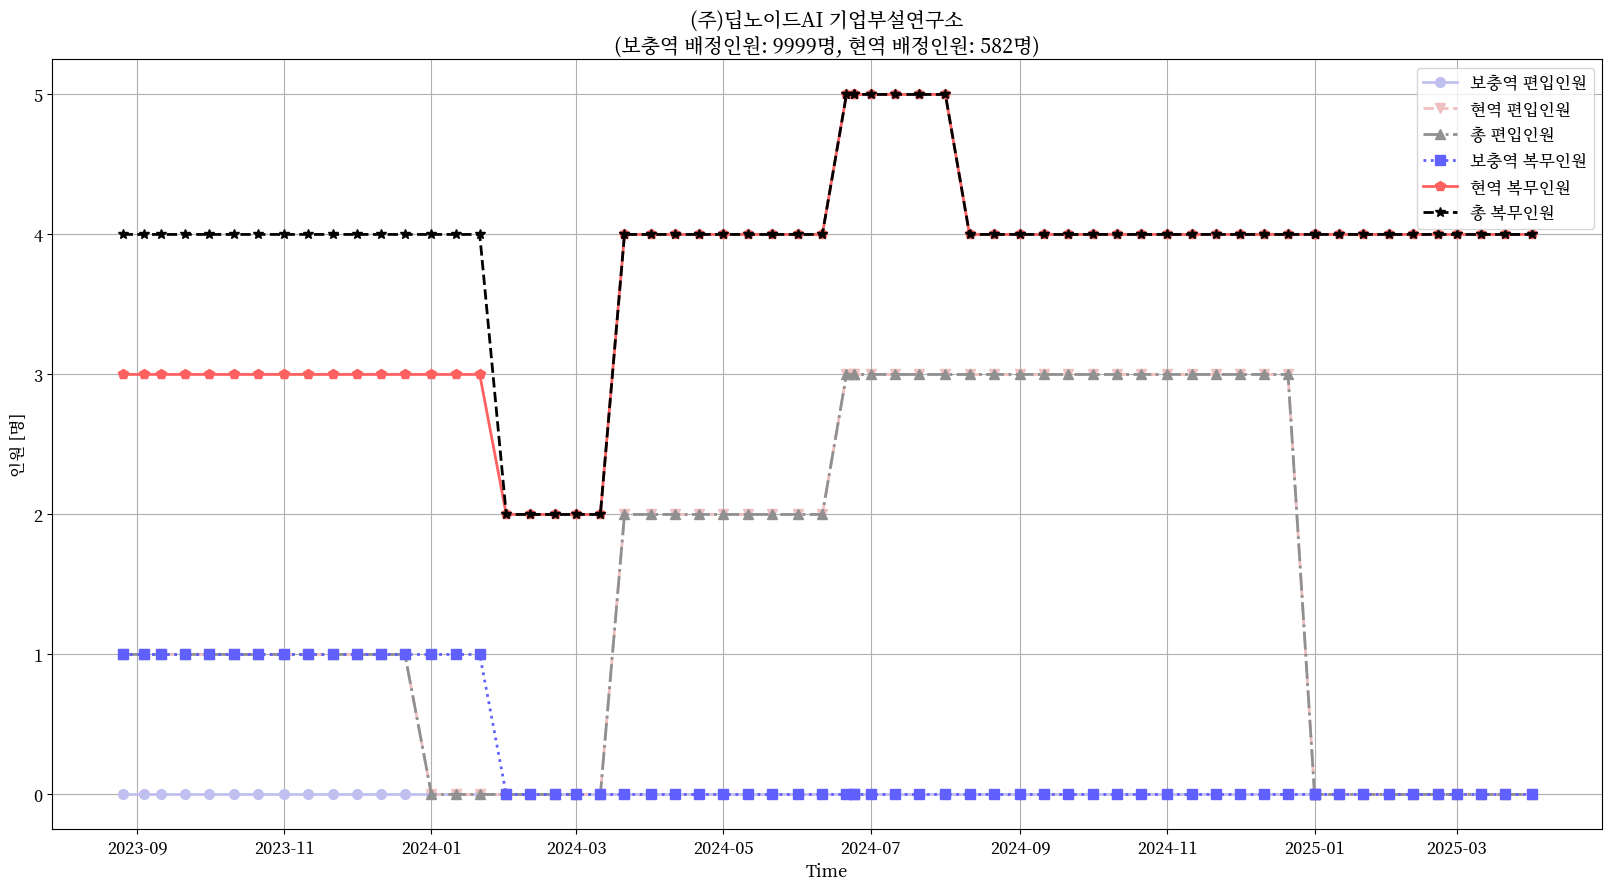 (주)딥노이드AI 기업부설연구소
(보충역 배정인원: 9999명, 현역 배정인원: 582명)
보충역 편입인원
현역 편입인원
총 편입인원
보충역 복무인원
현역 복무인원
총 복무인원
5
4
3
2
1
0
인원 [명]
2023-09 2023-11 2024-01 2024-03 2024-05 2024-07 2024-09 2024-11 2025-01 2025-03
Time